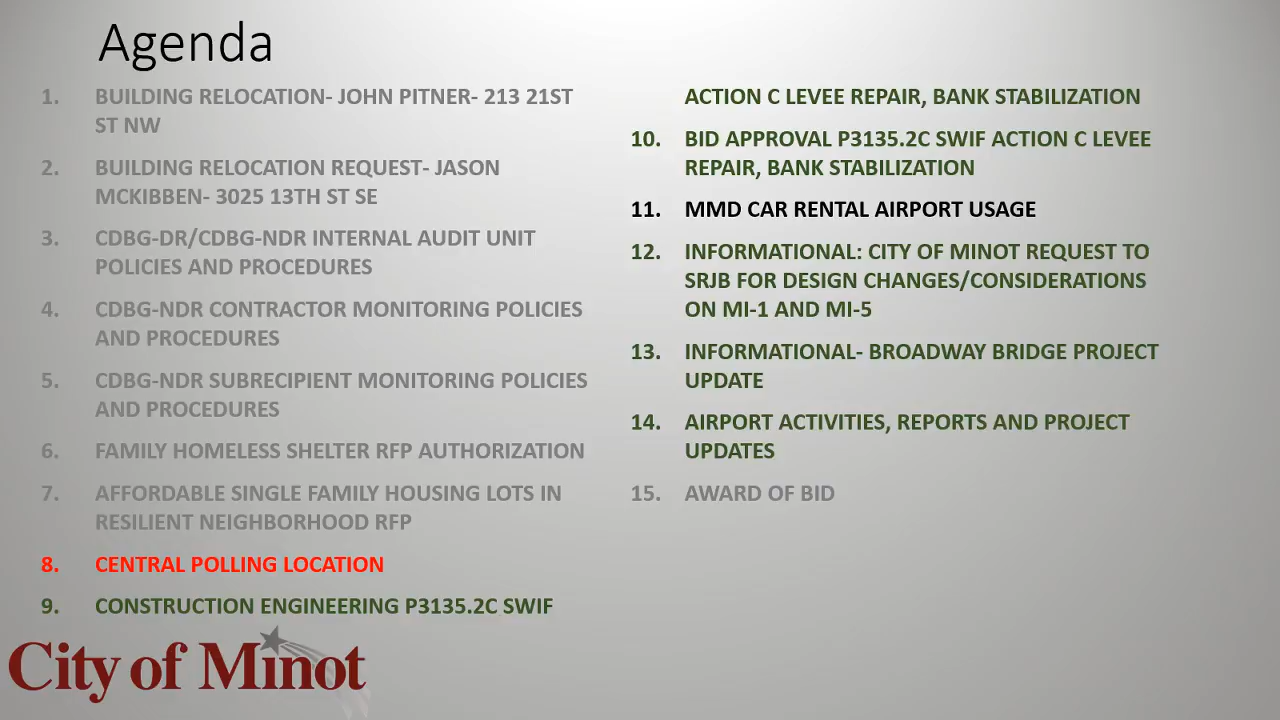 Agenda
1. BUILDING RELOCATION- JOHN PITNER- 213 21ST
ST NW
2. BUILDING RELOCATION REQUEST- JASON
MCKIBBEN- 3025 13TH ST SE
3. CDBG-DR/CDBG-NDR INTERNAL AUDIT UNIT
POLICIES AND PROCEDURES
4. CDBG-NDR CONTRACTOR MONITORING POLICIES
AND PROCEDURES
5. CDBG-NDR SUBRECIPIENT MONITORING POLICIES
AND PROCEDURES
6. FAMILY HOMELESS SHELTER RFP AUTHORIZATION
7. AFFORDABLE SINGLE FAMILY HOUSING LOTS IN
RESILIENT NEIGHBORHOOD RFP
8. CENTRAL POLLING LOCATION
9. CONSTRUCTION ENGINEERING P3135.2C SWIF
ACTION C LEVEE REPAIR, BANK STABILIZATION
10. BID APPROVAL P3135.2C SWIF ACTION C LEVEE
REPAIR, BANK STABILIZATION
11. MMD CAR RENTAL AIRPORT USAGE
12. INFORMATIONAL: CITY OF MINOT REQUEST TO
SRJB FOR DESIGN CHANGES/CONSIDERATIONS
ON MI-1 AND MI-5
13. INFORMATIONAL- BROADWAY BRIDGE PROJECT
UPDATE
14. AIRPORT ACTIVITIES, REPORTS AND PROJECT
UPDATES
15. AWARD OF BID
City of Minot